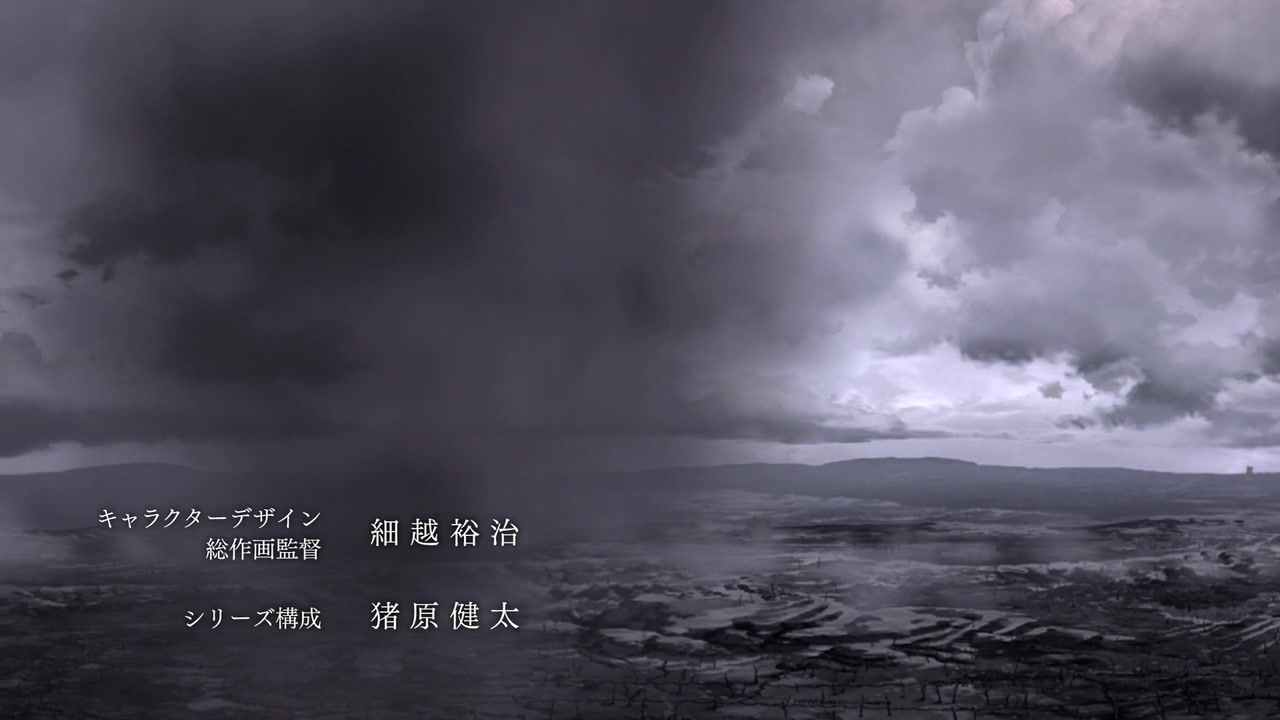 キャラクターデザイン
総作画監督
細越裕治
シリーズ構成
猪原健太